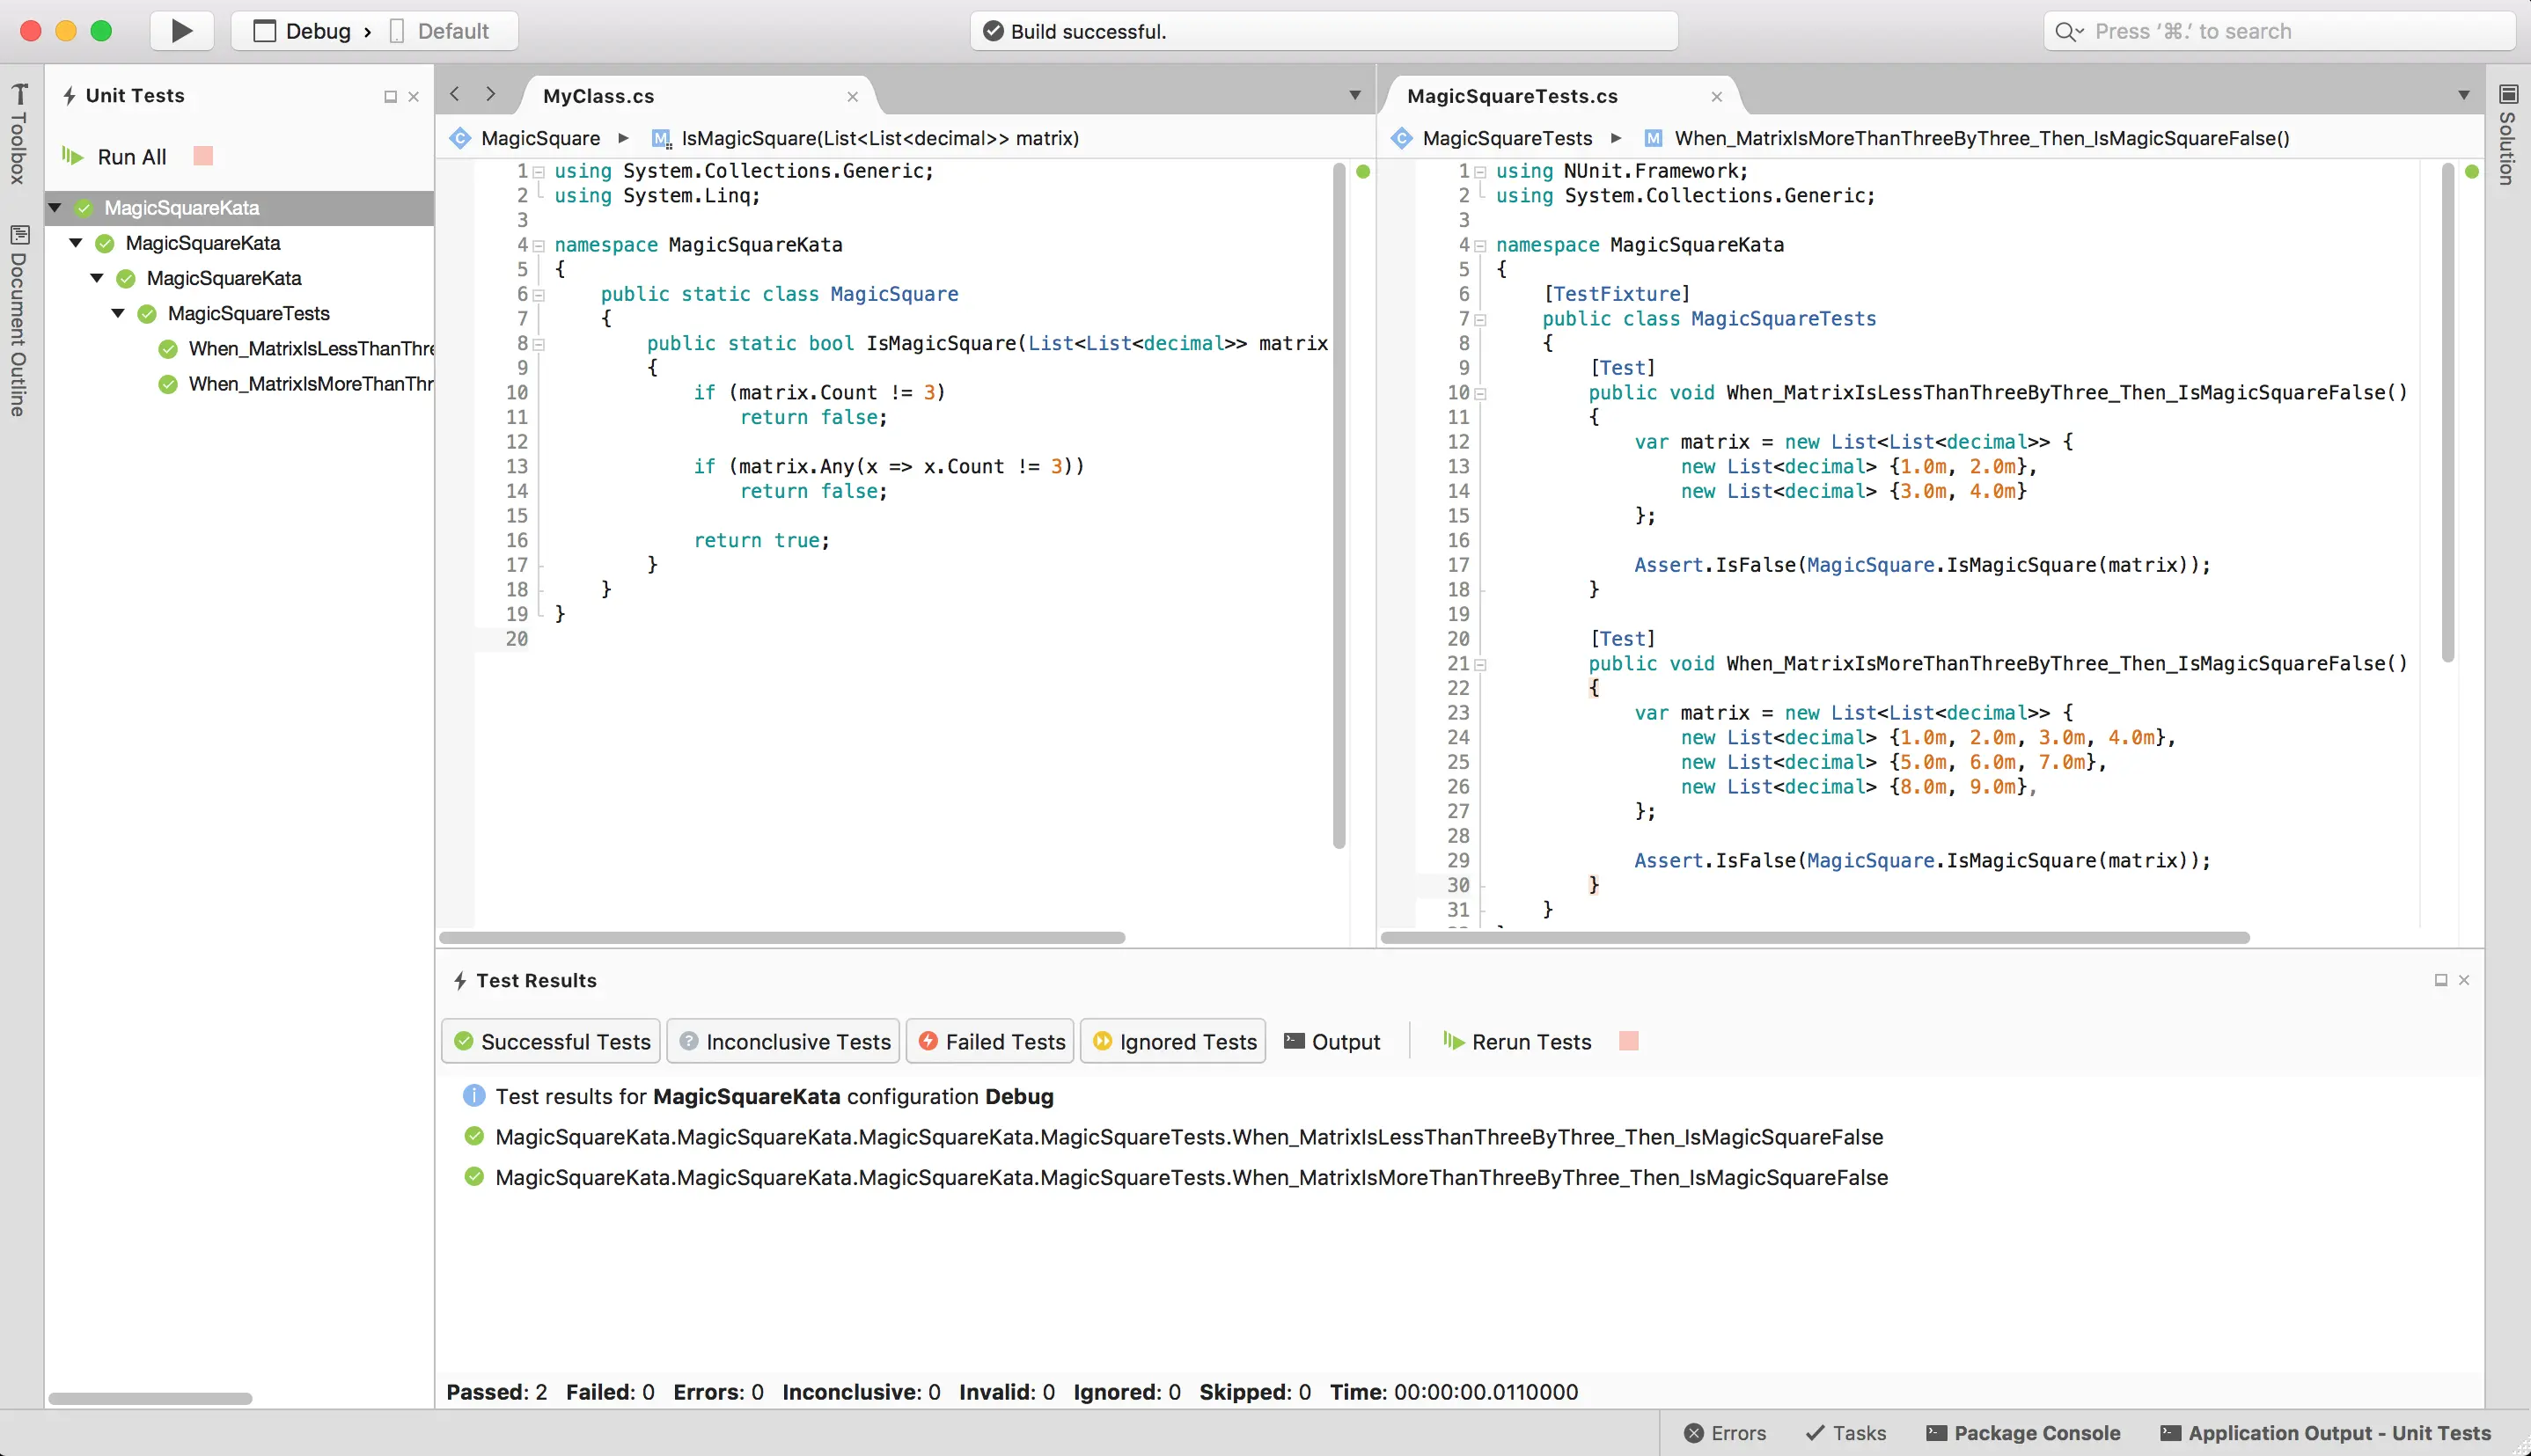 Debug › Default
Build successful.
Press ‘⌘.’ to search
Toolbox
Document Outline
Unit Tests
Run All
MagicSquareKata
MagicSquareKata
MagicSquareKata
MagicSquareTests
When_MatrixIsLessThanThre
When_MatrixIsMoreThanThr
MyClass.cs
MagicSquare ▶ M IsMagicSquare(List<List<decimal>> matrix)
1 using System.Collections.Generic;
2 using System.Linq;
3
4 namespace MagicSquareKata
5 {
6 public static class MagicSquare
7 {
8 public static bool IsMagicSquare(List<List<decimal>> matrix
9 {
10 if (matrix.Count != 3)
11 return false;
12
13 if (matrix.Any(x => x.Count != 3))
14 return false;
15
16 return true;
17 }
18 }
19 }
20
MagicSquareTests.cs
MagicSquareTests ▶ M When_MatrixIsMoreThanThreeByThree_Then_IsMagicSquareFalse()
1 using NUnit.Framework;
2 using System.Collections.Generic;
3
4 namespace MagicSquareKata
5 {
6 [TestFixture]
7 public class MagicSquareTests
8 {
9 [Test]
10 public void When_MatrixIsLessThanThreeByThree_Then_IsMagicSquareFalse()
11 {
12 var matrix = new List<List<decimal>> {
13 new List<decimal> {1.0m, 2.0m},
14 new List<decimal> {3.0m, 4.0m}
15 };
16
17 Assert.IsFalse(MagicSquare.IsMagicSquare(matrix));
18 }
19
20 [Test]
21 public void When_MatrixIsMoreThanThreeByThree_Then_IsMagicSquareFalse()
22 {
23 var matrix = new List<List<decimal>> {
24 new List<decimal> {1.0m, 2.0m, 3.0m, 4.0m},
25 new List<decimal> {5.0m, 6.0m, 7.0m},
26 new List<decimal> {8.0m, 9.0m},
27 };
28
29 Assert.IsFalse(MagicSquare.IsMagicSquare(matrix));
30 }
31 }
Solution
Test Results
Successful Tests Inconclusive Tests Failed Tests Ignored Tests Output Rerun Tests
Test results for MagicSquareKata configuration Debug
MagicSquareKata.MagicSquareKata.MagicSquareKata.MagicSquareTests.When_MatrixIsLessThanThreeByThree_Then_IsMagicSquareFalse
MagicSquareKata.MagicSquareKata.MagicSquareKata.MagicSquareTests.When_MatrixIsMoreThanThreeByThree_Then_IsMagicSquareFalse
Passed: 2 Failed: 0 Errors: 0 Inconclusive: 0 Invalid: 0 Ignored: 0 Skipped: 0 Time: 00:00:00.0110000
Errors Tasks Package Console Application Output - Unit Tests